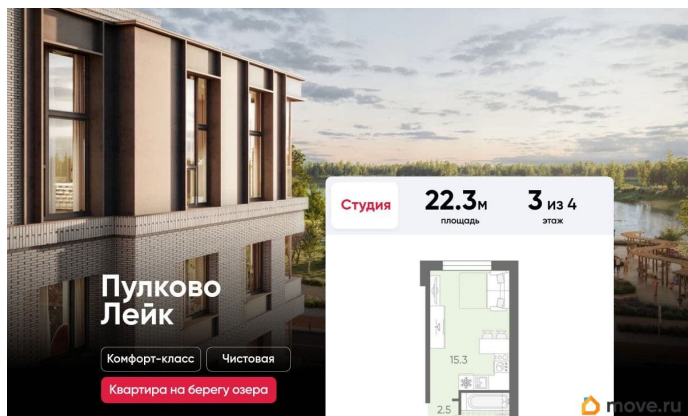 Студия
22.3м
площадь
3 из 4
этаж
Пулково
Лейк
Комфорт-класс
Чистовая
Квартира на берегу озера
15.3
2.5
move.ru